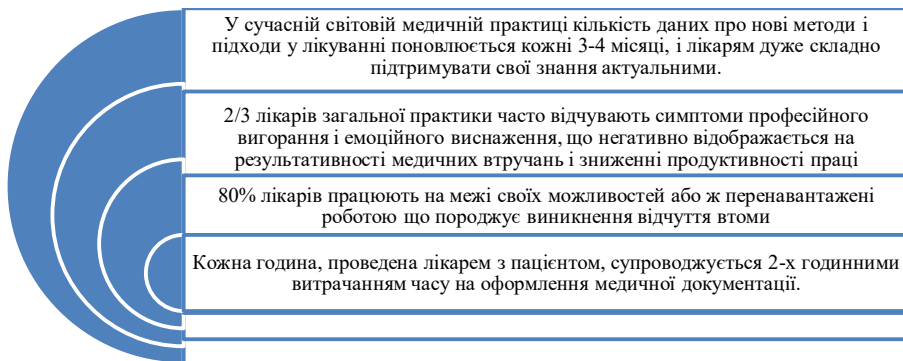 У сучасній світовій медичній практиці кількість даних про нові методи і
підходи у лікуванні поновлюється кожні 3-4 місяці, і лікарям дуже складно
підтримувати свої знання актуальними.
2/3 лікарів загальної практики часто відчувають симптоми професійного
вигорання і емоційного виснаження, що негативно відображається на
результативності медичних втручань і зниженні продуктивності праці
80% лікарів працюють на межі своїх можливостей або ж перенавантажені
роботою що породжує виникнення відчуття втоми
Кожна година, проведена лікарем з пацієнтом, супроводжується 2-х годинними
витрачанням часу на оформлення медичної документації.